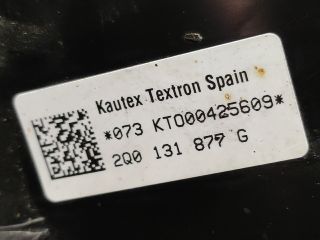 Kautex Textron Spain
*073 KT000425609*
2Q0 131 877 G